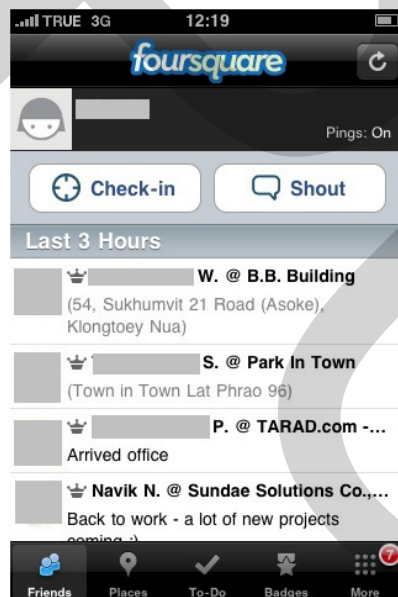 TRUE 3G 12:19
foursquare
Pings: On
Check-in Shout
Last 3 Hours
W. @ B.B. Building
(54, Sukhumvit 21 Road (Asoke),
Klongtoey Nua)
S. @ Park In Town
(Town in Town Lat Phrao 96)
P. @ TARAD.com -...
Arrived office
Navik N. @ Sundae Solutions Co.,...
Back to work - a lot of new projects
coming :)
7
Friends Places To-Do Badges More